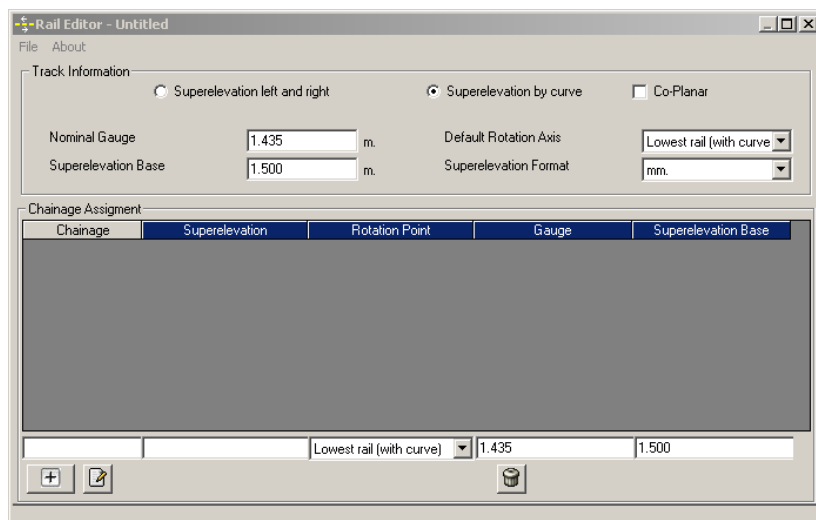 Rail Editor - Untitled
File About
Track Information
Superelevation left and right Superelevation by curve Co-Planar
Nominal Gauge 1.435 m. Default Rotation Axis Lowest rail (with curve
Superelevation Base 1.500 m. Superelevation Format mm.
Chainage Assigment
Chainage Superelevation Rotation Point Gauge Superelevation Base
Lowest rail (with curve) 1.435 1.500